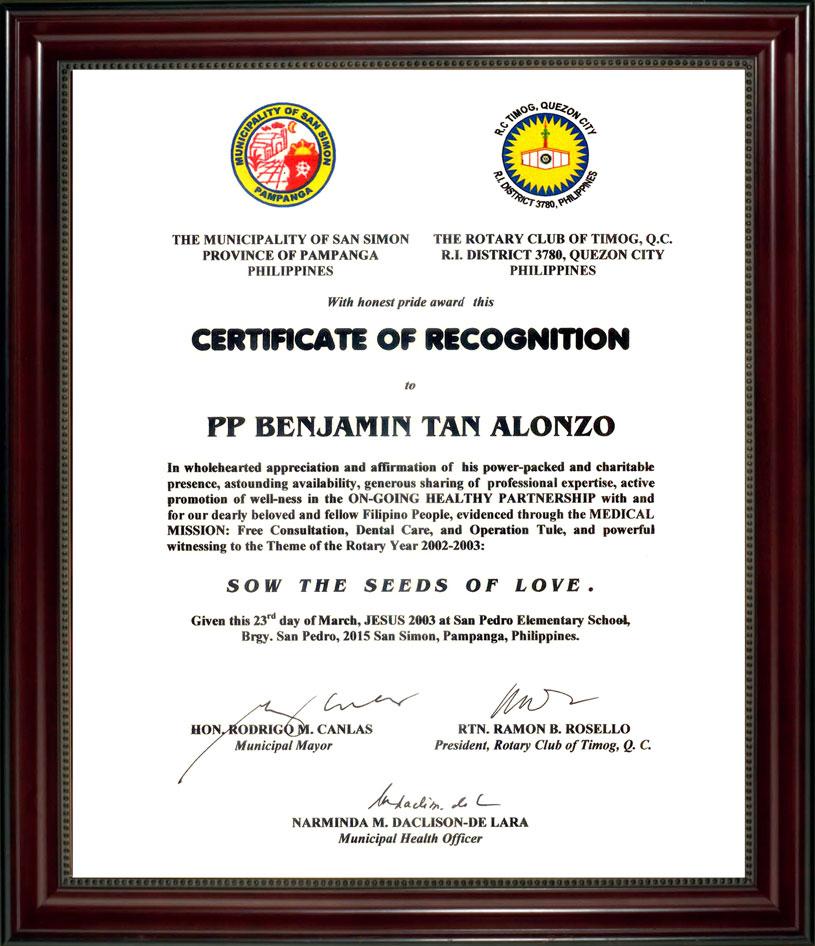 MUNICIPALITY OF SAN SIMON
PAMPANGA
R.C TIMOG, QUEZON CITY
R.I. DISTRICT 3780, PHILIPPINES
THE MUNICIPALITY OF SAN SIMON
PROVINCE OF PAMPANGA
PHILIPPINES
THE ROTARY CLUB OF TIMOG, Q.C.
R.I. DISTRICT 3780, QUEZON CITY
PHILIPPINES
With honest pride award this
CERTIFICATE OF RECOGNITION
to
PP BENJAMIN TAN ALONZO
In wholehearted appreciation and affirmation of his power-packed and charitable
presence, astounding availability, generous sharing of professional expertise, active
promotion of well-ness in the ON-GOING HEALTHY PARTNERSHIP with and
for our dearly beloved and fellow Filipino People, evidenced through the MEDICAL
MISSION: Free Consultation, Dental Care, and Operation Tule, and powerful
witnessing to the Theme of the Rotary Year 2002-2003:
SOW THE SEEDS OF LOVE.
Given this 23rd day of March, JESUS 2003 at San Pedro Elementary School,
Brgy. San Pedro, 2015 San Simon, Pampanga, Philippines.
HON. RODRIGO M. CANLAS
Municipal Mayor
RTN. RAMON B. ROSELLO
President, Rotary Club of Timog, Q. C.
NARMINDA M. DACLISON-DE LARA
Municipal Health Officer